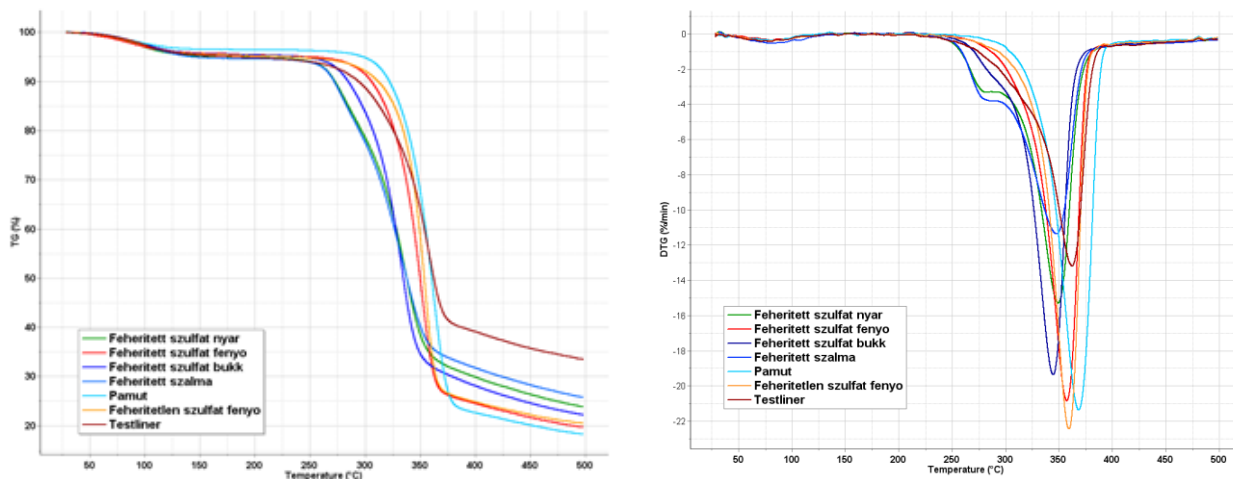 100
90
80
70
60
50
40
30
20
TG (%)
Feheritett szulfat nyar
Feheritett szulfat fenyo
Feheritett szulfat bukk
Feheritett szalma
Pamut
Feheritetlen szulfat fenyo
Testliner
50 100 150 200 250 300 350 400 450 500
Temperature (°C)
0
-2
-4
-6
-8
-10
-12
-14
-16
-18
-20
-22
DTG (%/min)
Feheritett szulfat nyar
Feheritett szulfat fenyo
Feheritett szulfat bukk
Feheritett szalma
Pamut
Feheritetlen szulfat fenyo
Testliner
50 100 150 200 250 300 350 400 450 500
Temperature (°C)